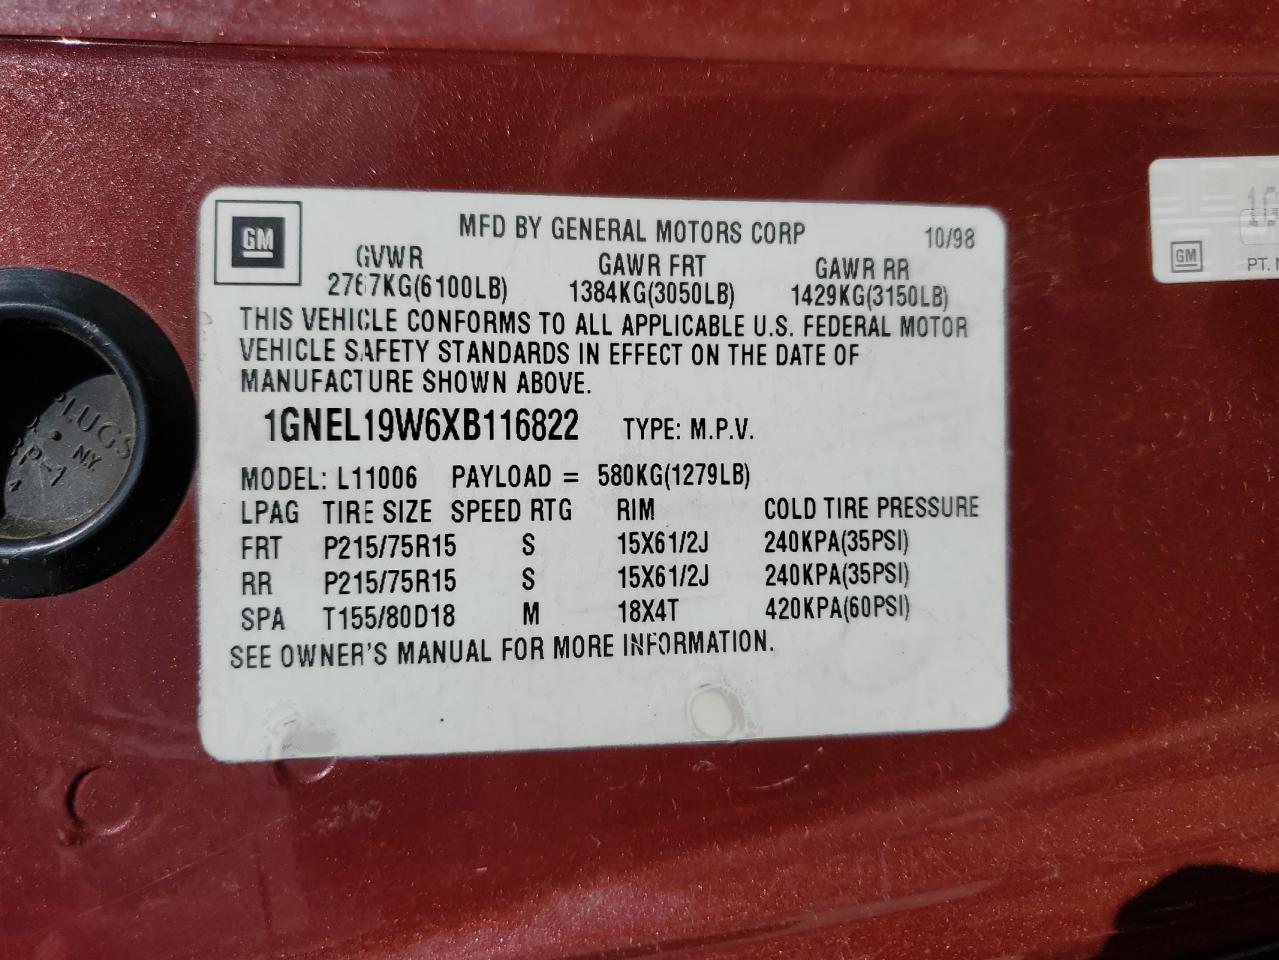 GM
MFD BY GENERAL MOTORS CORP 10/98
GVWR GAWR FRT GAWR RR
2767KG(6100LB) 1384KG(3050LB) 1429KG(3150LB)
THIS VEHICLE CONFORMS TO ALL APPLICABLE U.S. FEDERAL MOTOR
VEHICLE SAFETY STANDARDS IN EFFECT ON THE DATE OF
MANUFACTURE SHOWN ABOVE.
1GNEL19W6XB116822 TYPE: M.P.V.
MODEL: L11006 PAYLOAD = 580KG(1279LB)
LPAG TIRE SIZE SPEED RTG RIM COLD TIRE PRESSURE
FRT P215/75R15 S 15X61/2J 240KPA(35PSI)
RR P215/75R15 S 15X61/2J 240KPA(35PSI)
SPA T155/80D18 M 18X4T 420KPA(60PSI)
SEE OWNER'S MANUAL FOR MORE INFORMATION.
GM
PT.
PLUGS
N.Y.